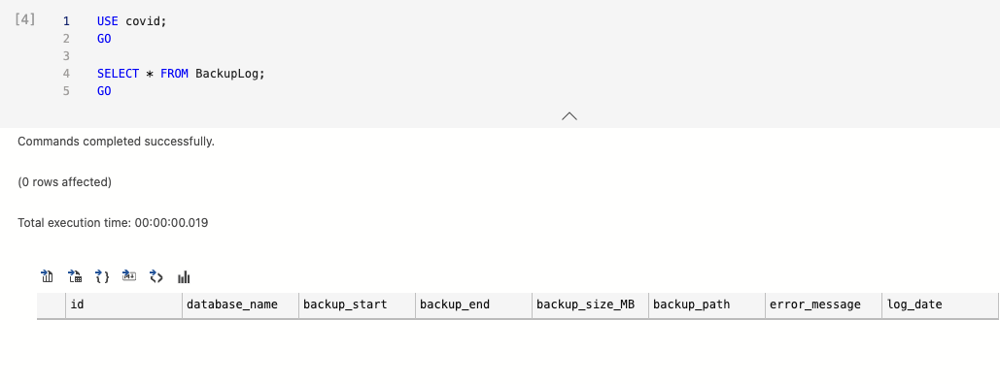 [4] 1 USE covid;
2 GO
3
4 SELECT * FROM BackupLog;
5 GO
Commands completed successfully.
(0 rows affected)
Total execution time: 00:00:00.019
id database_name backup_start backup_end backup_size_MB backup_path error_message log_date